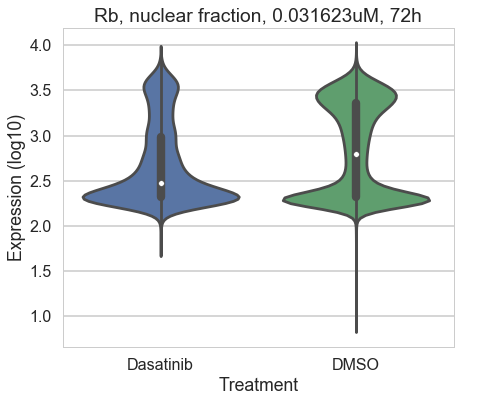 Rb, nuclear fraction, 0.031623uM, 72h
Expression (log10)
4.0
3.5
3.0
2.5
2.0
1.5
1.0
Dasatinib DMSO
Treatment